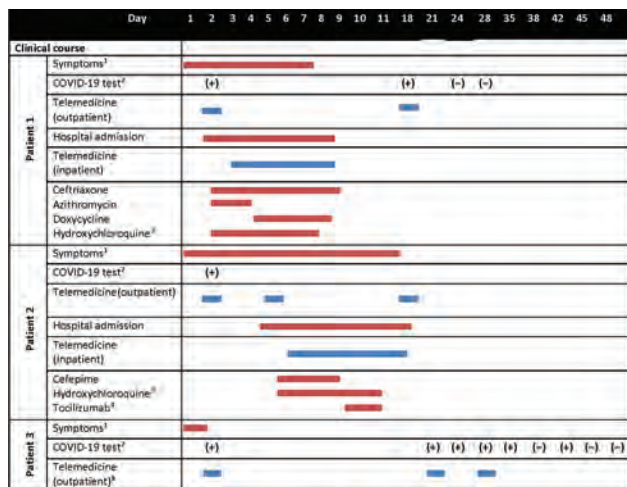 Day 1 2 3 4 5 6 7 8 9 10 11 18 21 24 28 35 38 42 45 48
Clinical course
Patient 1
Symptoms¹
COVID-19 test² (+) (+) (−) (−)
Telemedicine
(outpatient)
Hospital admission
Telemedicine
(inpatient)
Ceftriaxone
Azithromycin
Doxycycline
Hydroxychloroquine³
Patient 2
Symptoms¹
COVID-19 test² (+)
Telemedicine(outpatient)
Hospital admission
Telemedicine
(inpatient)
Cefepime
Hydroxychloroquine³
Tocilizumab⁴
Patient 3
Symptoms¹
COVID-19 test² (+) (+) (+) (+) (+) (−) (+) (−) (−)
Telemedicine
(outpatient)⁵